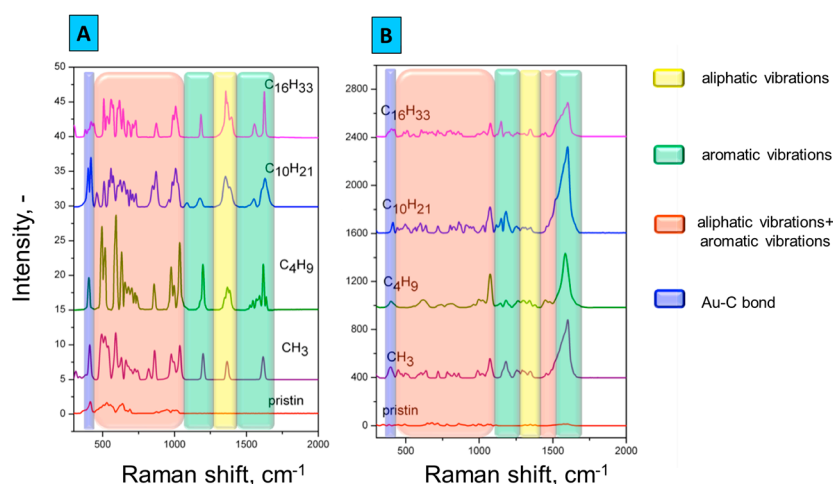 A
B
50
45
40
35
30
25
20
15
10
5
0
C16H33
C10H21
C4H9
CH3
pristin
500
1000
1500
2000
Intensity, -
Raman shift, cm-1
2800
2400
2000
1600
1200
800
400
0
C16H33
C10H21
C4H9
CH3
pristin
500
1000
1500
2000
Raman shift, cm-1
aliphatic vibrations
aromatic vibrations
aliphatic vibrations+
aromatic vibrations
Au-C bond